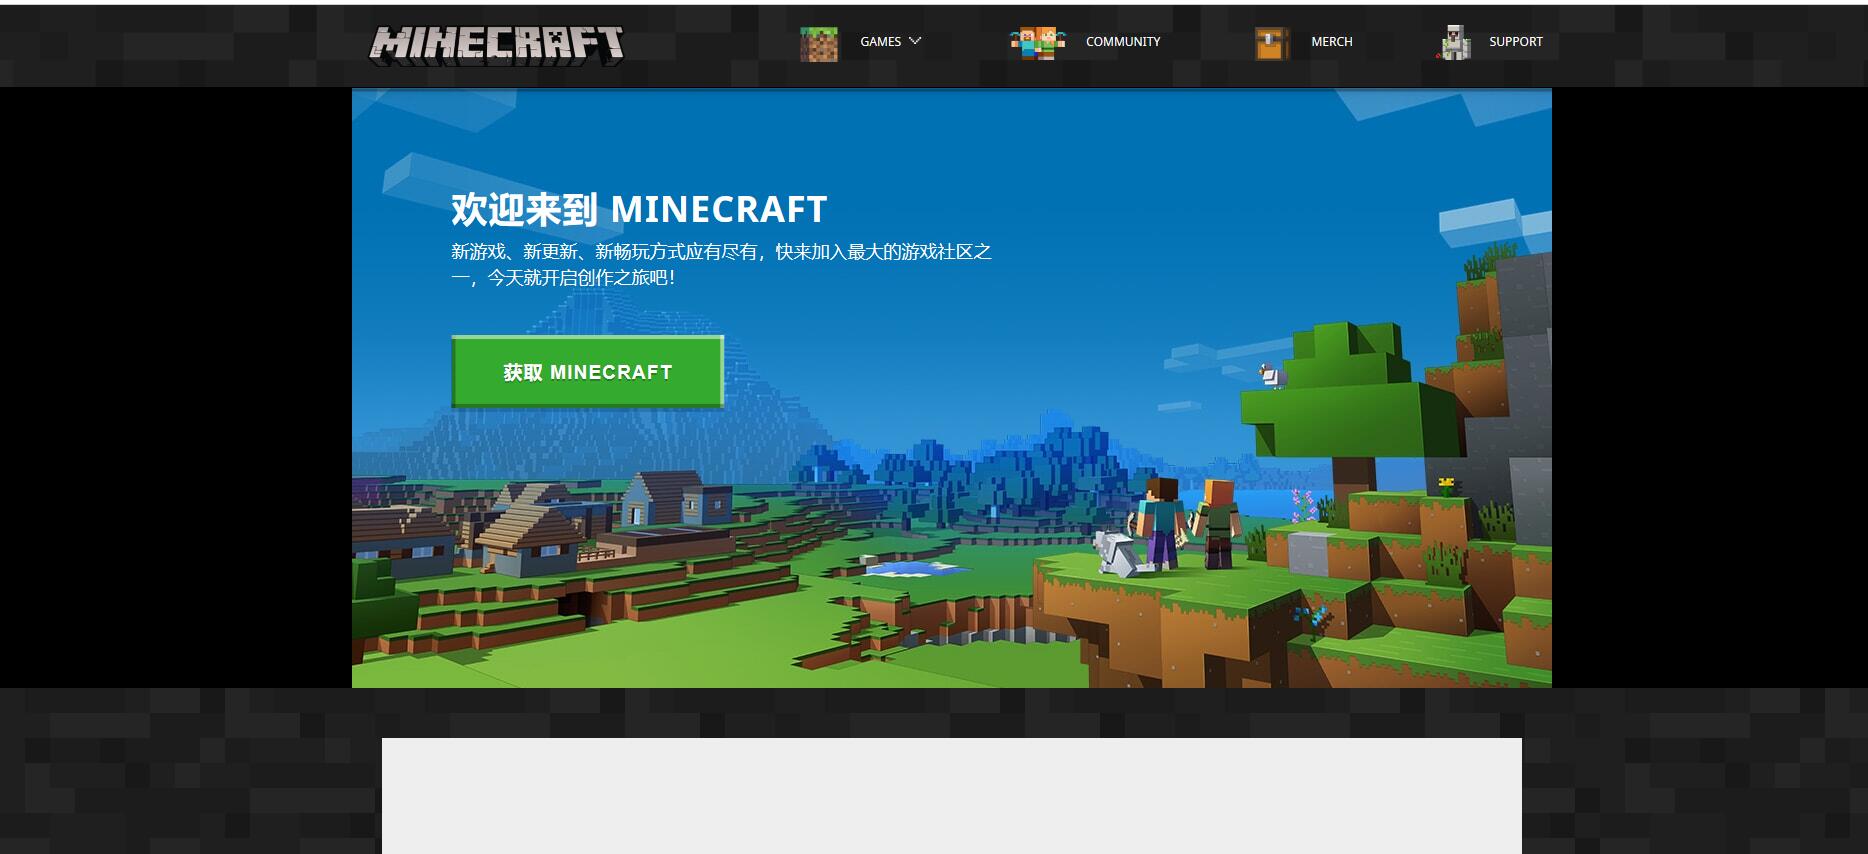 MINECRAFT
GAMES
COMMUNITY
MERCH
SUPPORT
欢迎来到 MINECRAFT
新游戏、新更新、新畅玩方式应有尽有，快来加入最大的游戏社区之
一，今天就开启创作之旅吧！
获取 MINECRAFT